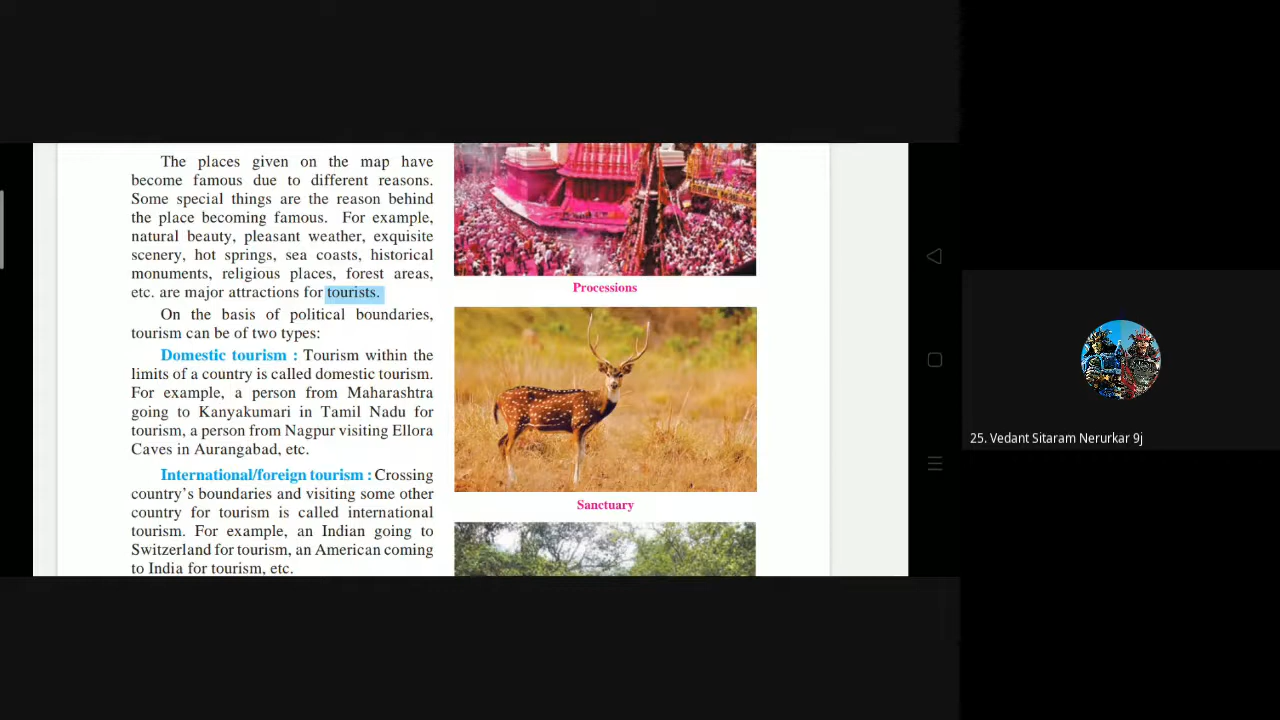 The places given on the map have
become famous due to different reasons.
Some special things are the reason behind
the place becoming famous. For example,
natural beauty, pleasant weather, exquisite
scenery, hot springs, sea coasts, historical
monuments, religious places, forest areas,
etc. are major attractions for tourists.
On the basis of political boundaries,
tourism can be of two types:
Domestic tourism : Tourism within the
limits of a country is called domestic tourism.
For example, a person from Maharashtra
going to Kanyakumari in Tamil Nadu for
tourism, a person from Nagpur visiting Ellora
Caves in Aurangabad, etc.
International/foreign tourism : Crossing
country's boundaries and visiting some other
country for tourism is called international
tourism. For example, an Indian going to
Switzerland for tourism, an American coming
to India for tourism, etc.
Processions
Sanctuary
25. Vedant Sitaram Nerurkar 9j